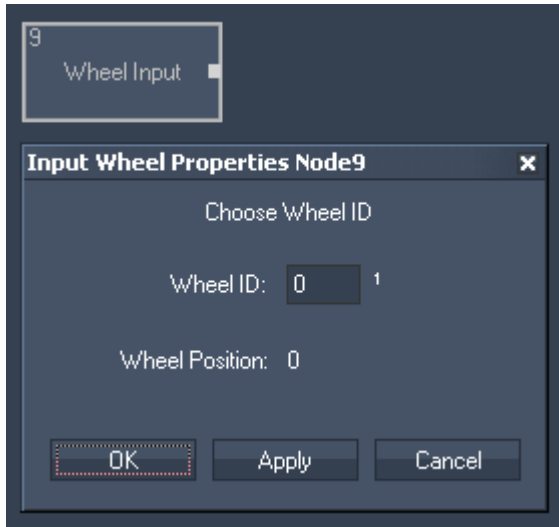 9
Wheel Input
Input Wheel Properties Node9
Choose Wheel ID
Wheel ID: 0 1
Wheel Position: 0
OK Apply Cancel